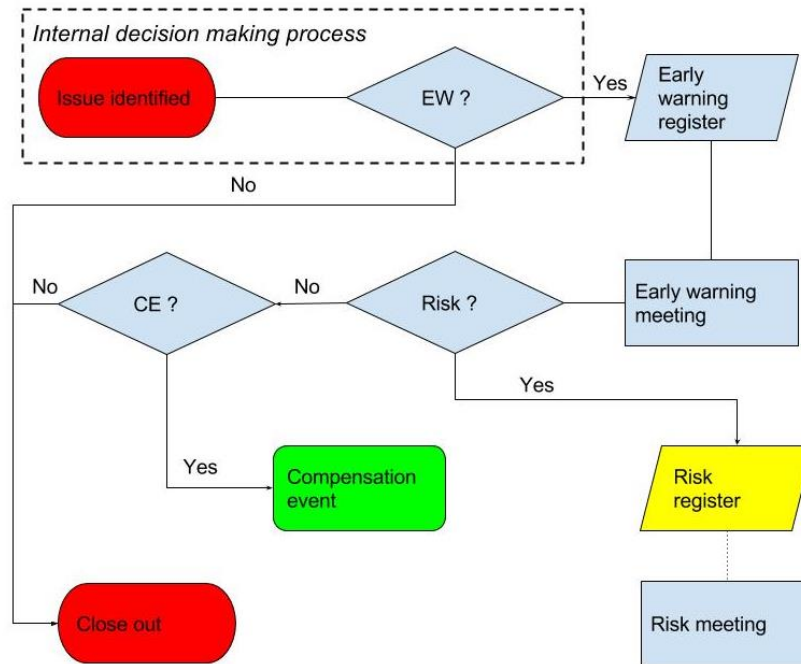 Internal decision making process
Issue identified
EW ?
Yes
Early
warning
register
No
No
CE ?
No
Risk ?
Early warning
meeting
Yes
Yes
Compensation
event
Risk
register
Close out
Risk meeting